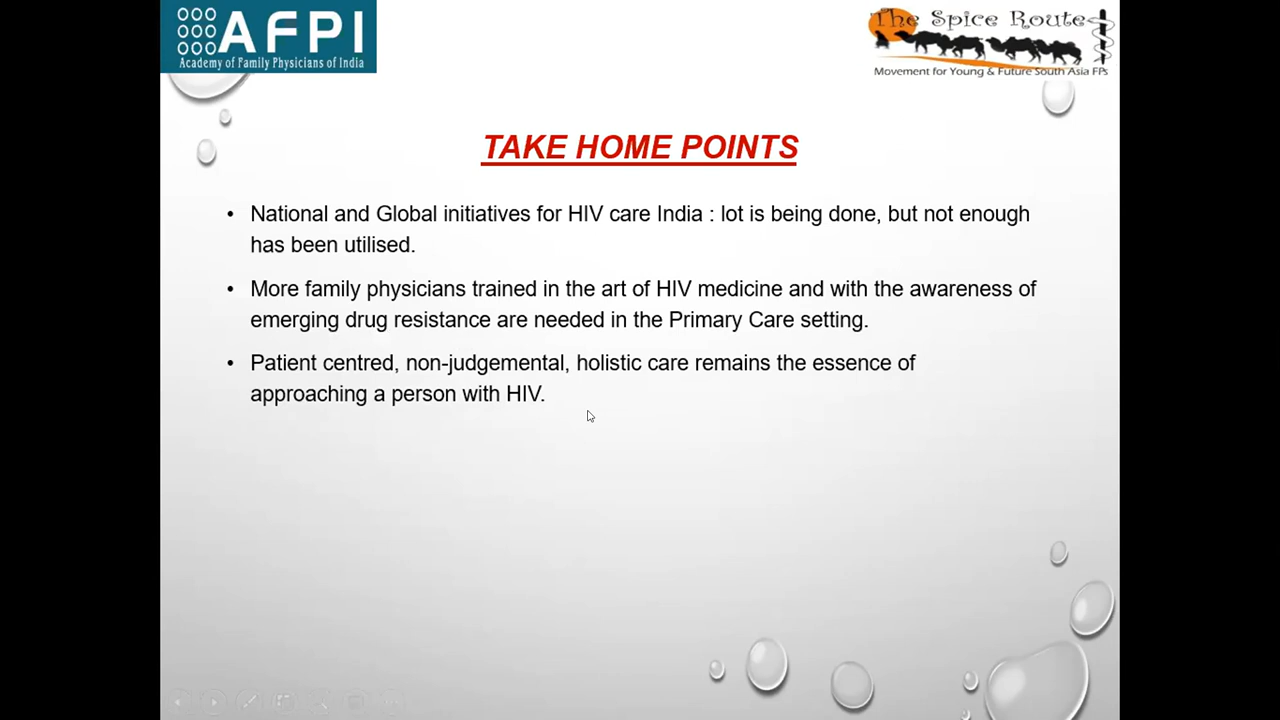 AFPI
Academy of Family Physicians of India
The Spice Route
Movement for Young & Future South Asia FPs
TAKE HOME POINTS
• National and Global initiatives for HIV care India : lot is being done, but not enough
has been utilised.
• More family physicians trained in the art of HIV medicine and with the awareness of
emerging drug resistance are needed in the Primary Care setting.
• Patient centred, non-judgemental, holistic care remains the essence of
approaching a person with HIV.